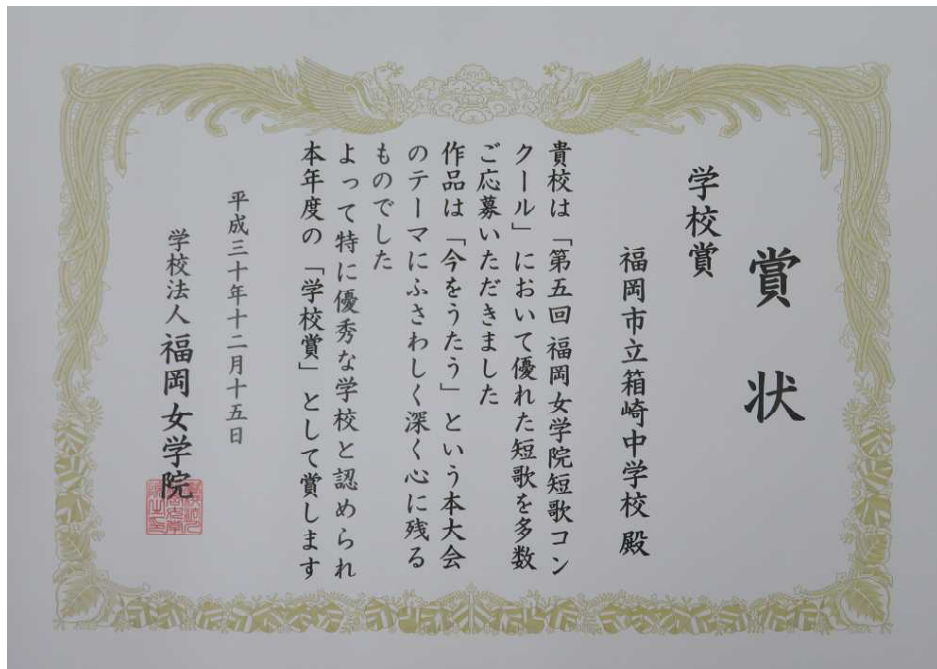 賞状
学校賞
福岡市立箱崎中学校 殿
貴校は「第五回 福岡女学院短歌コン
クール」において優れた短歌を多数
ご応募いただきました
作品は「今をうたう」という本大会
のテーマにふさわしく深く心に残る
ものでした
よって特に優秀な学校と認められ
本年度の「学校賞」として賞します
平成三十年十二月十五日
学校法人 福岡女学院